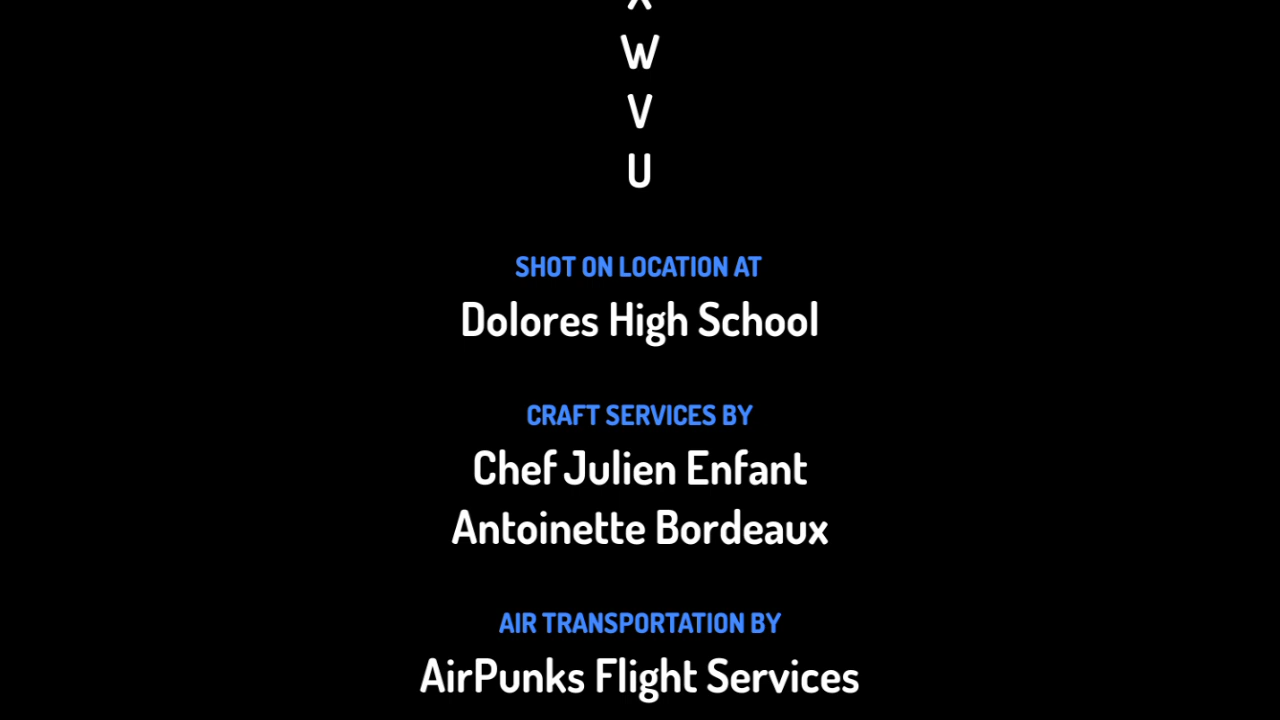 X
W
V
U
SHOT ON LOCATION AT
Dolores High School
CRAFT SERVICES BY
Chef Julien Enfant
Antoinette Bordeaux
AIR TRANSPORTATION BY
AirPunks Flight Services